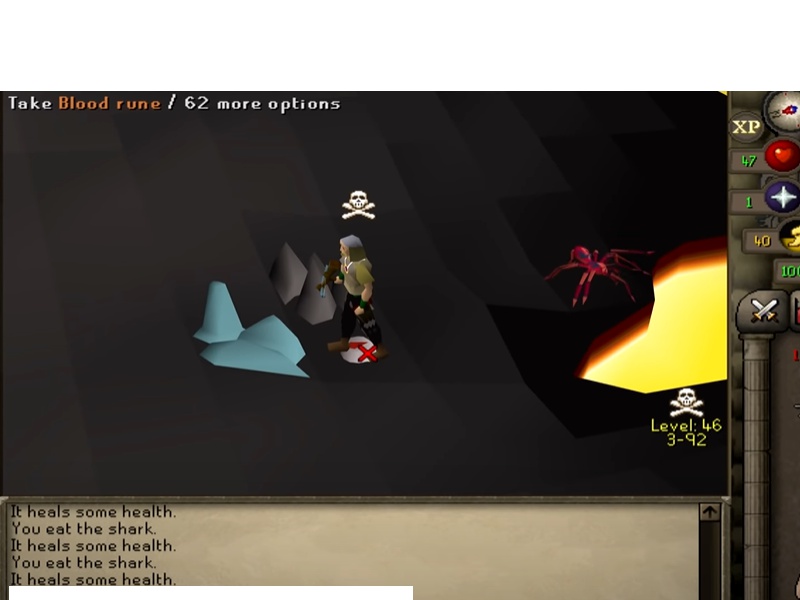 Take Blood rune / 62 more options
XP
47
1
40
100
Level: 46
3-92
It heals some health.
You eat the shark.
It heals some health.
You eat the shark.
It heals some health.